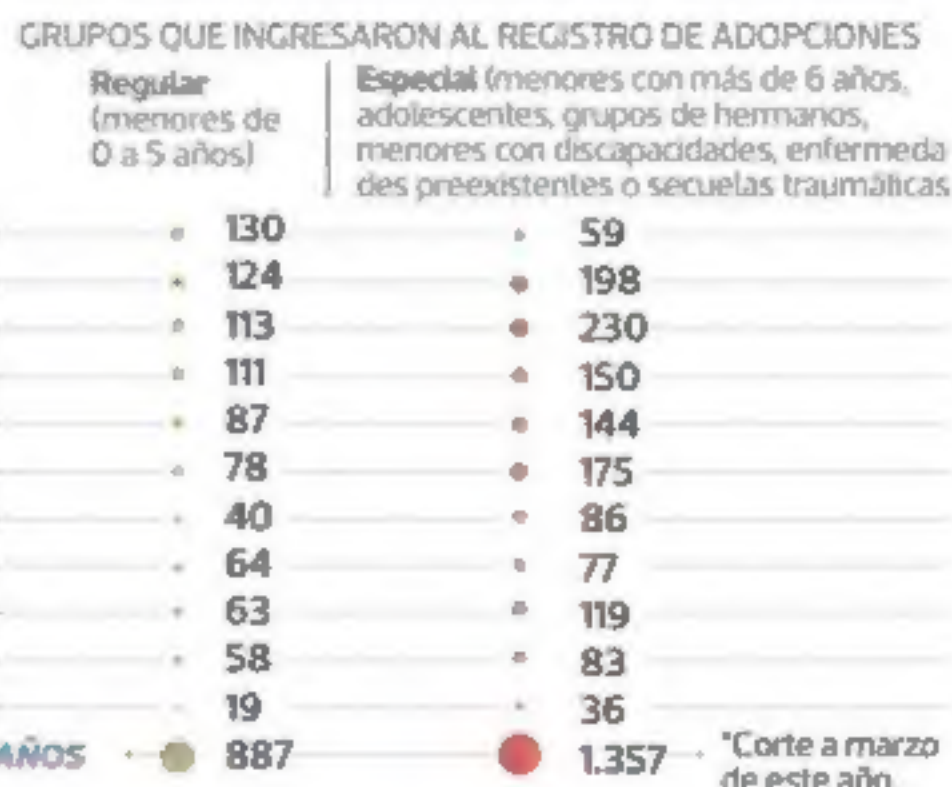 GRUPOS QUE INGRESARON AL REGISTRO DE ADOPCIONES
Regular
(menores de
0 a 5 años)
Especial (menores con más de 6 años,
adolescentes, grupos de hermanos,
menores con discapacidades, enfermeda
des preexistentes o secuelas traumáticas
130 59
124 198
113 230
111 150
87 144
78 175
40 86
64 77
63 119
58 83
19 36
AÑOS 887 1.357
*Corte a marzo
de este año